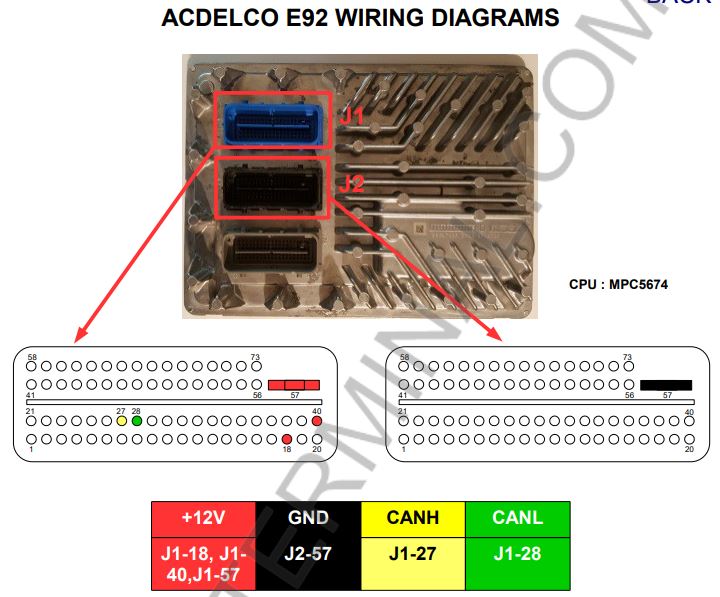 BACK
ACDELCO E92 WIRING DIAGRAMS
J1
J2
CPU : MPC5674
58 73
41 56 57
21 27 28 40
1 18 20
58 73
41 56 57
21 40
1 20
+12V GND CANH CANL
J1-18, J1- J2-57 J1-27 J1-28
40,J1-57
TERMINAL.COM